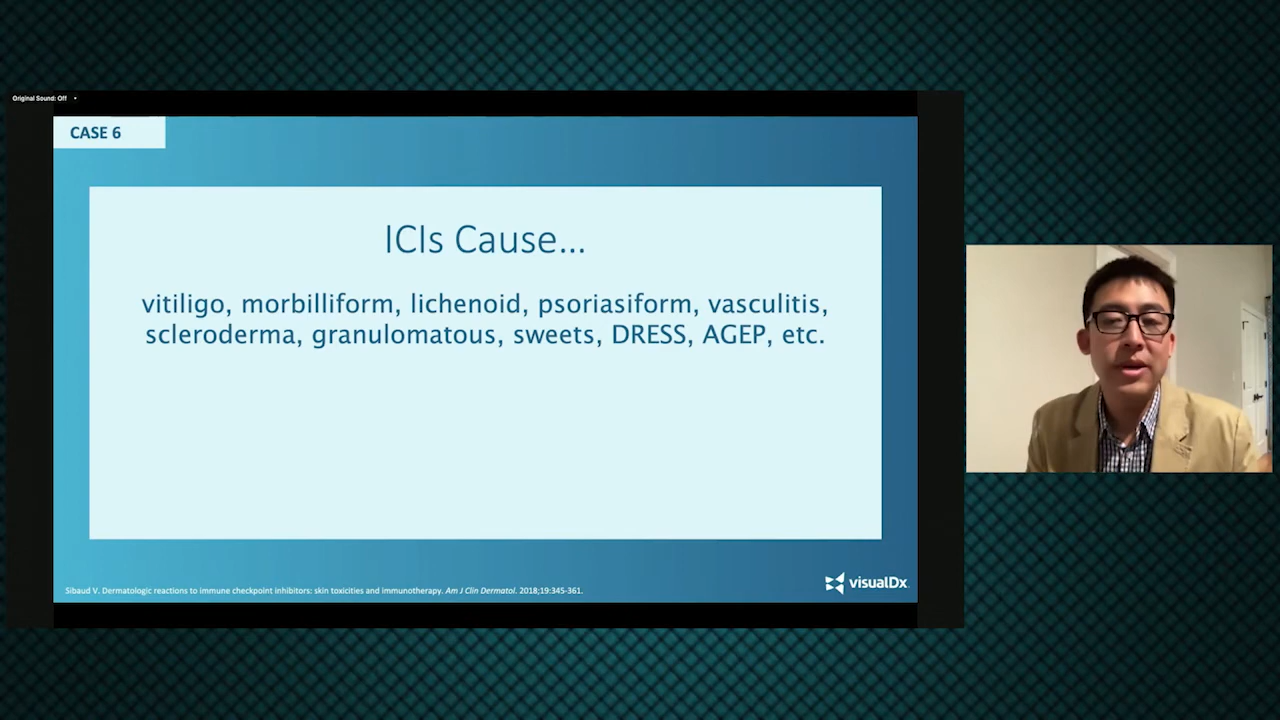 Original Sound: Off
CASE 6
ICIs Cause...
vitiligo, morbilliform, lichenoid, psoriasiform, vasculitis,
scleroderma, granulomatous, sweets, DRESS, AGEP, etc.
Sibaud V. Dermatologic reactions to immune checkpoint inhibitors: skin toxicities and immunotherapy. Am J Clin Dermatol. 2018;19:345-361.
visualDx